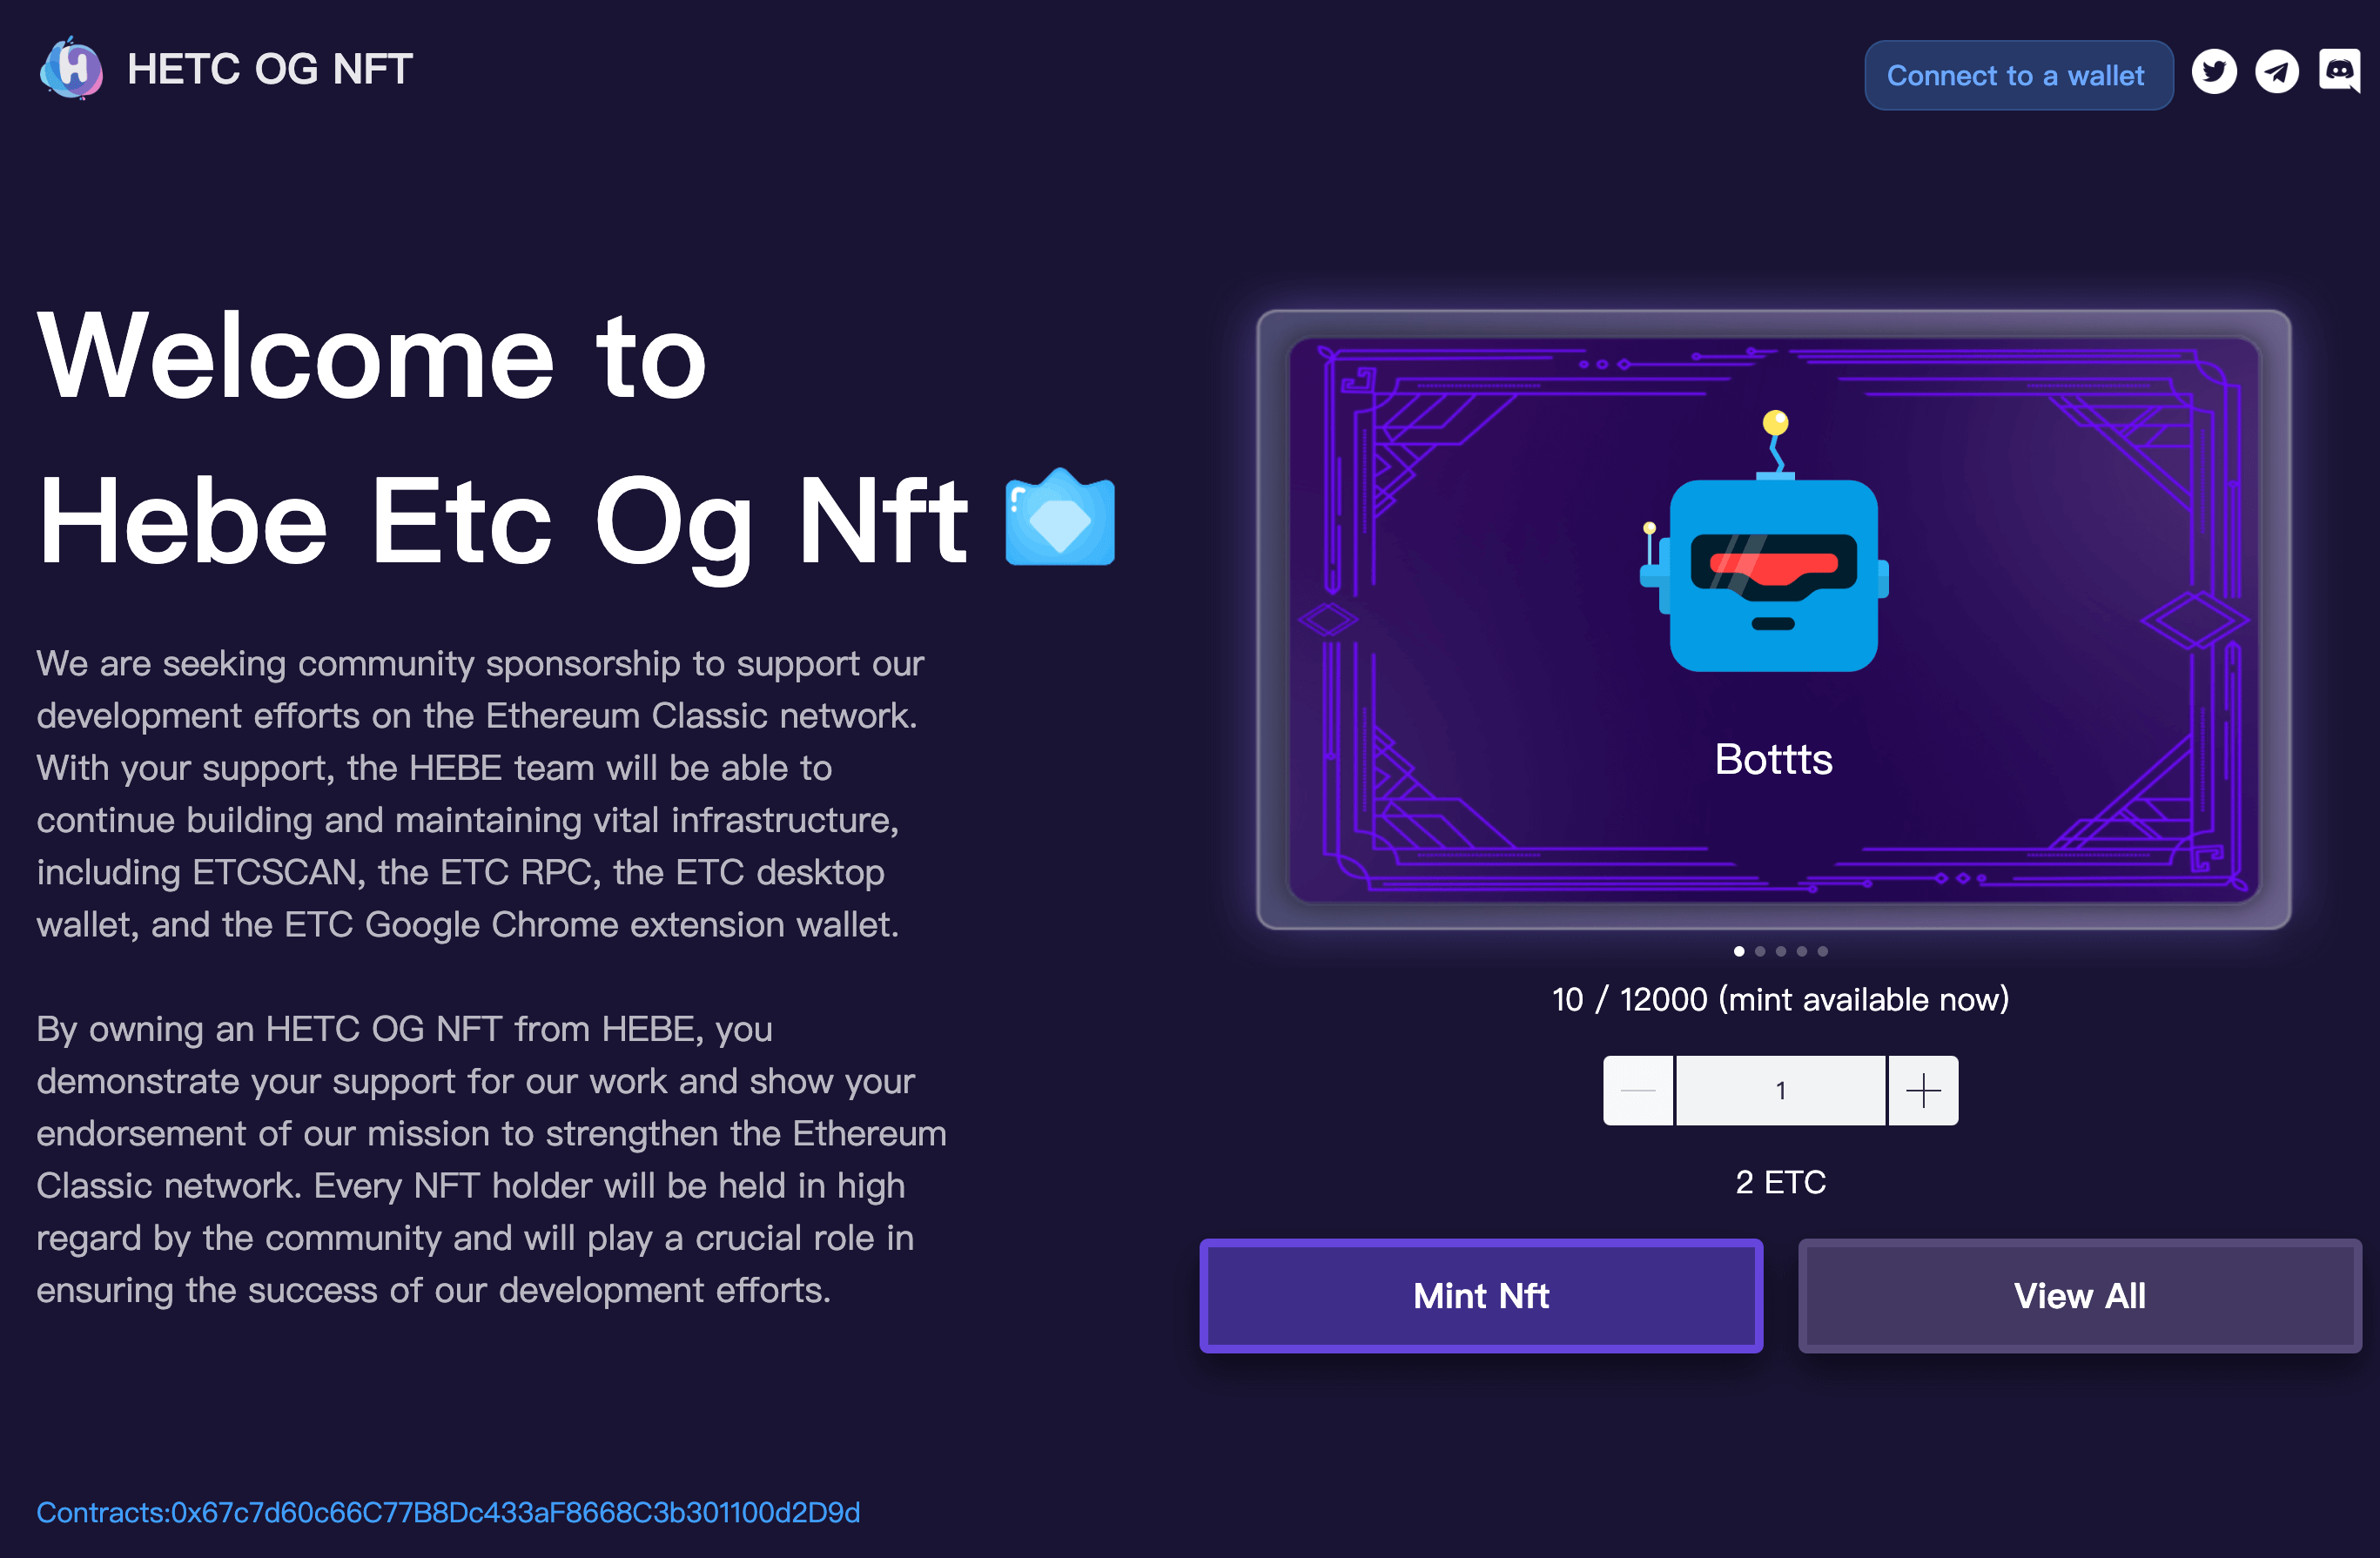 HETC OG NFT
Connect to a wallet
Welcome to
Hebe Etc Og Nft
We are seeking community sponsorship to support our
development efforts on the Ethereum Classic network.
With your support, the HEBE team will be able to
continue building and maintaining vital infrastructure,
including ETCSCAN, the ETC RPC, the ETC desktop
wallet, and the ETC Google Chrome extension wallet.
By owning an HETC OG NFT from HEBE, you
demonstrate your support for our work and show your
endorsement of our mission to strengthen the Ethereum
Classic network. Every NFT holder will be held in high
regard by the community and will play a crucial role in
ensuring the success of our development efforts.
Bottts
10 / 12000 (mint available now)
1
2 ETC
Mint Nft
View All
Contracts:0x67c7d60c66C77B8Dc433aF8668C3b301100d2D9d